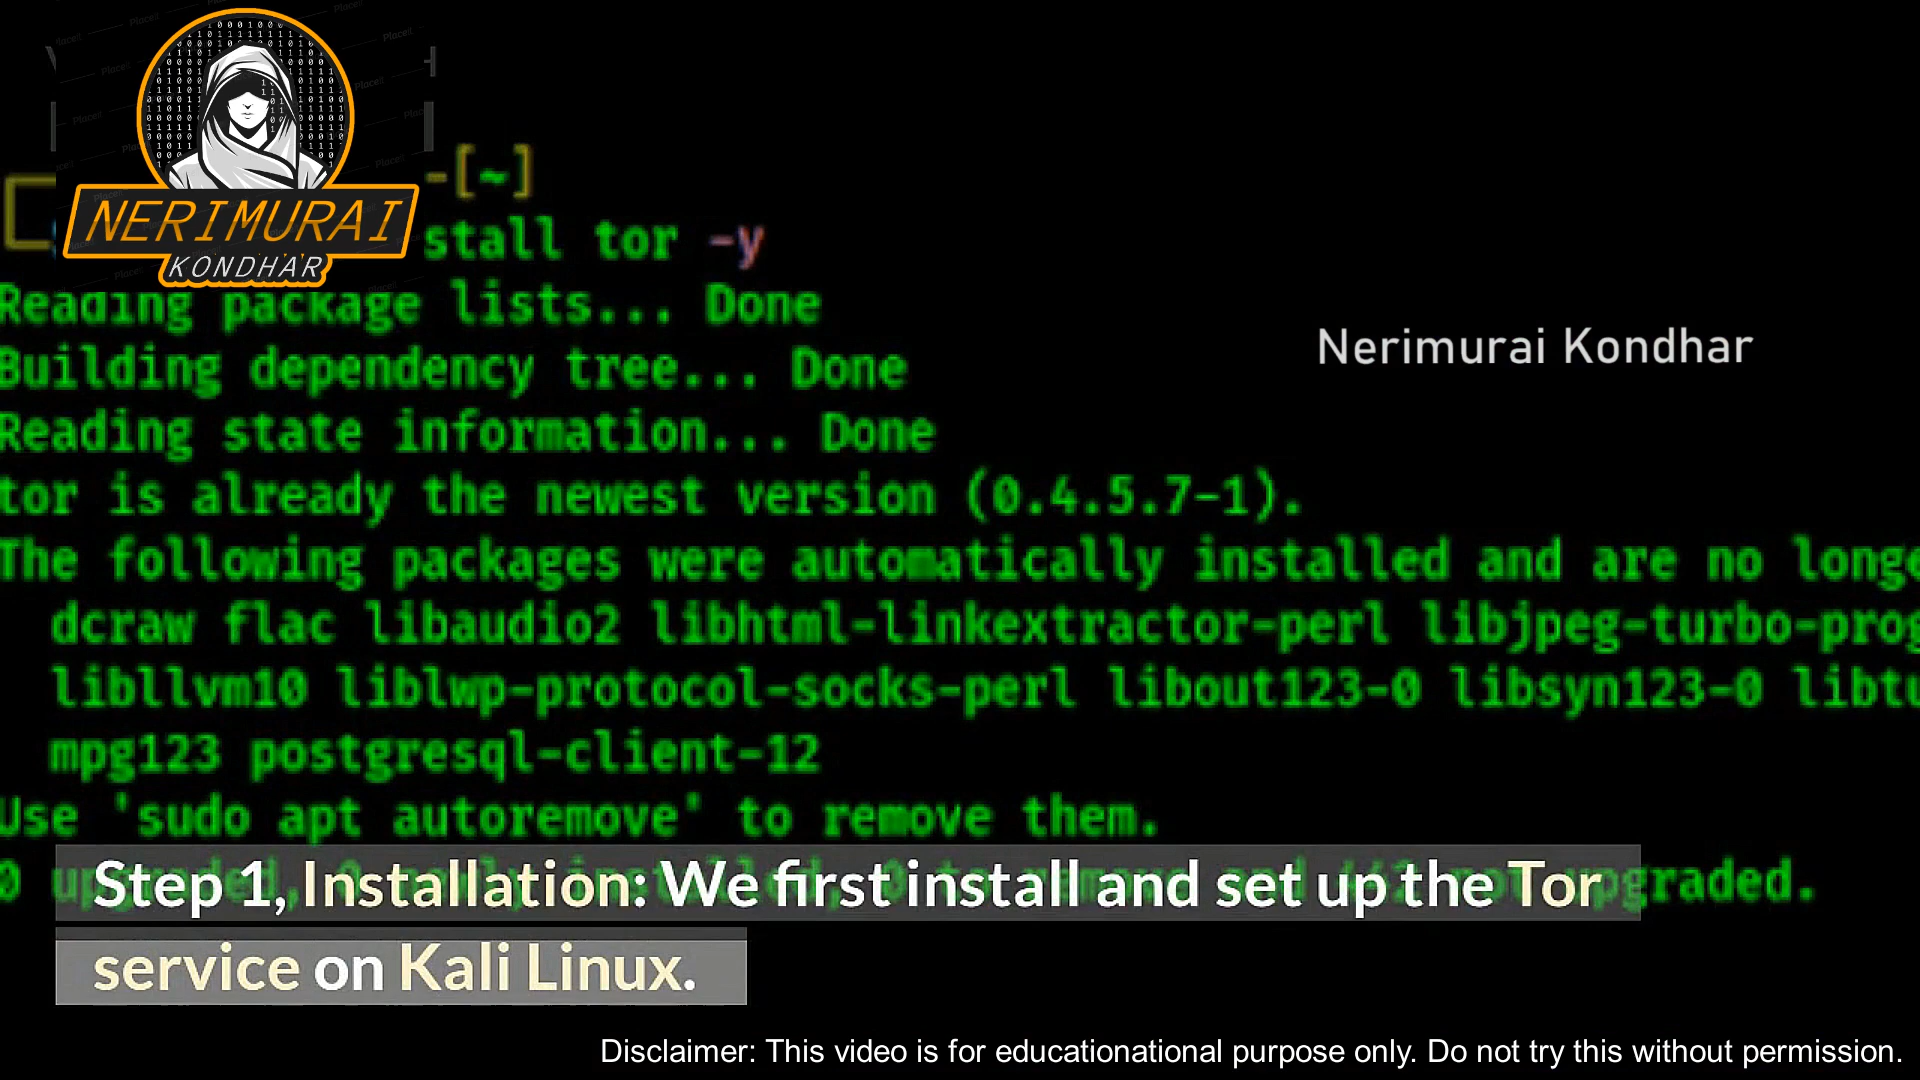 NERIMURAI
KONDHAR
-[~]
stall tor -y
Reading package lists... Done
Building dependency tree... Done
Nerimurai Kondhar
Reading state information... Done
tor is already the newest version (0.4.5.7-1).
The following packages were automatically installed and are no longe
dcraw flac libaudio2 libhtml-linkextractor-perl libjpeg-turbo-prog
libllvm10 liblwp-protocol-socks-perl libout123-0 libsyn123-0 libtu
mpg123 postgresql-client-12
Use 'sudo apt autoremove' to remove them.
Step 1, Installation: We first install and set up the Tor
service on Kali Linux.
Disclaimer: This video is for educationational purpose only. Do not try this without permission.